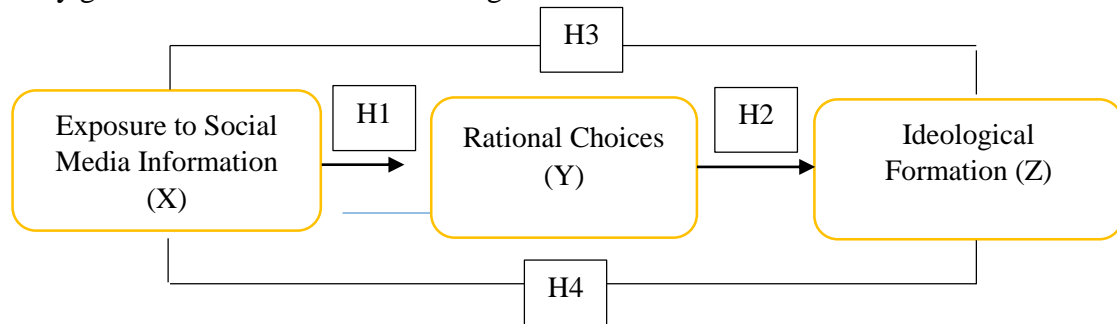 H3
Exposure to Social
Media Information
(X)
H1
Rational Choices
(Y)
H2
Ideological
Formation (Z)
H4